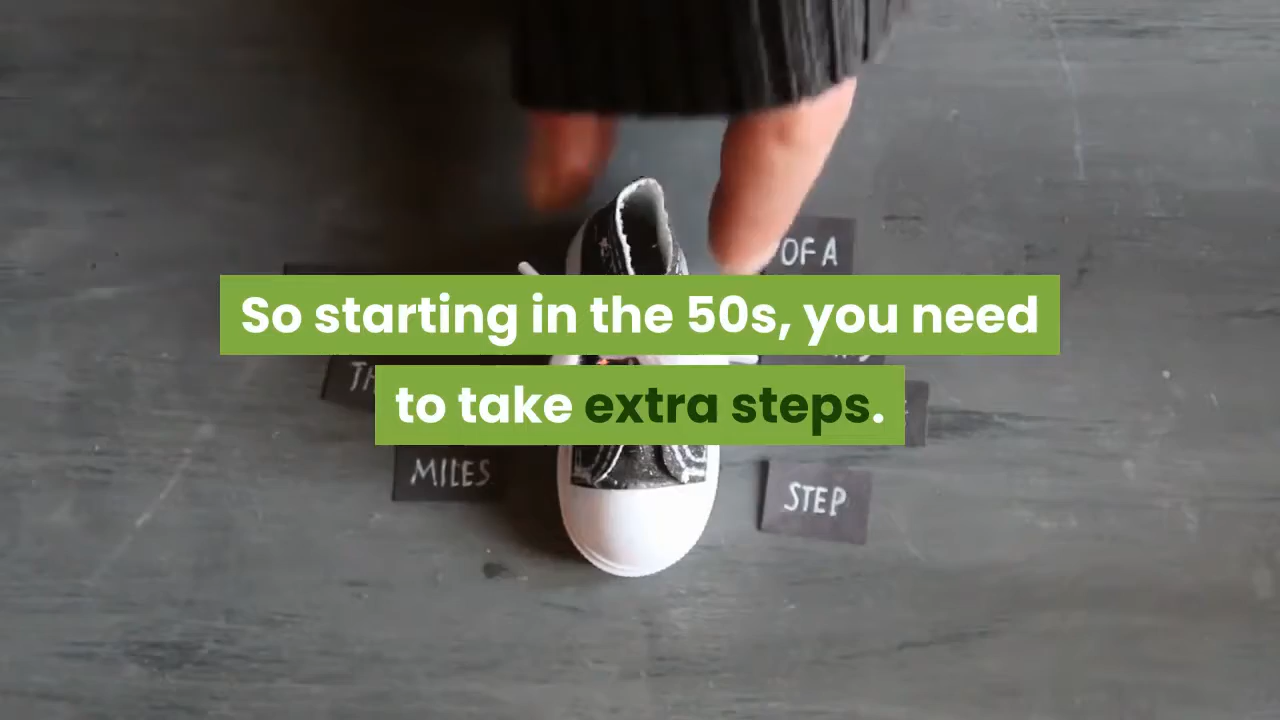 OF A
So starting in the 50s, you need
to take extra steps.
MILES
STEP